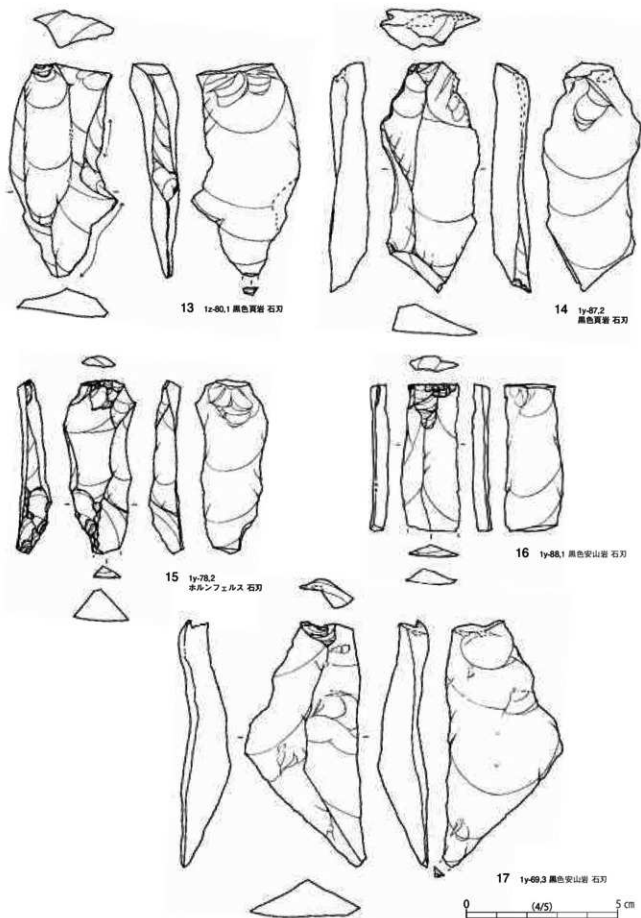 13 1z-80,1 黒色頁岩 石刃
14 1y-87,2
黒色頁岩 石刃
15 1y-78,2
ホルンフェルス 石刃
16 1y-88,1 黒色安山岩 石刃
17 1y-69,3 黒色安山岩 石刃
0 (4/5) 5 cm